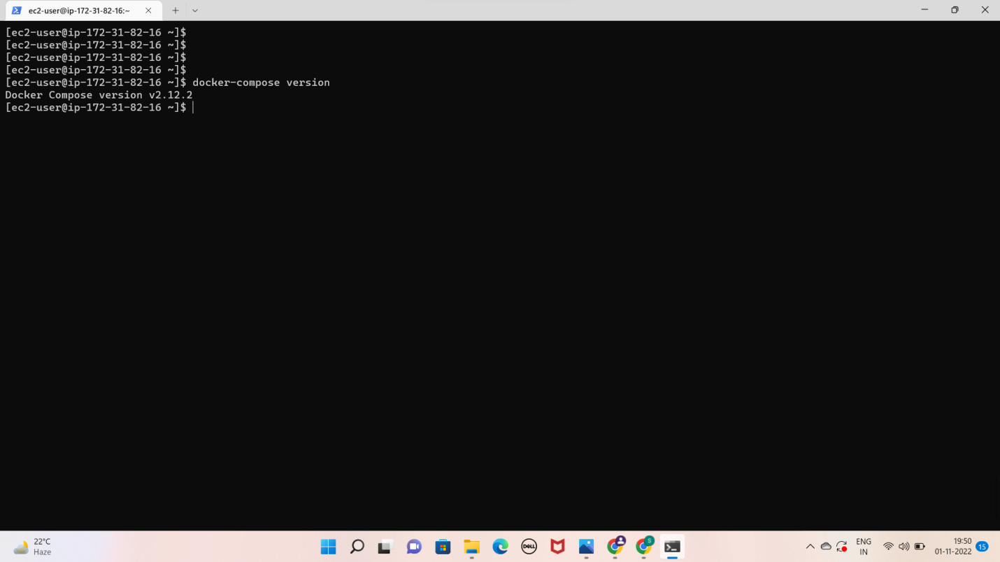 ec2-user@ip-172-31-82-16:~
[ec2-user@ip-172-31-82-16 ~]$
[ec2-user@ip-172-31-82-16 ~]$
[ec2-user@ip-172-31-82-16 ~]$
[ec2-user@ip-172-31-82-16 ~]$
[ec2-user@ip-172-31-82-16 ~]$ docker-compose version
Docker Compose version v2.12.2
[ec2-user@ip-172-31-82-16 ~]$
22°C
Haze
DELL
S
ENG
IN
19:50
01-11-2022
15